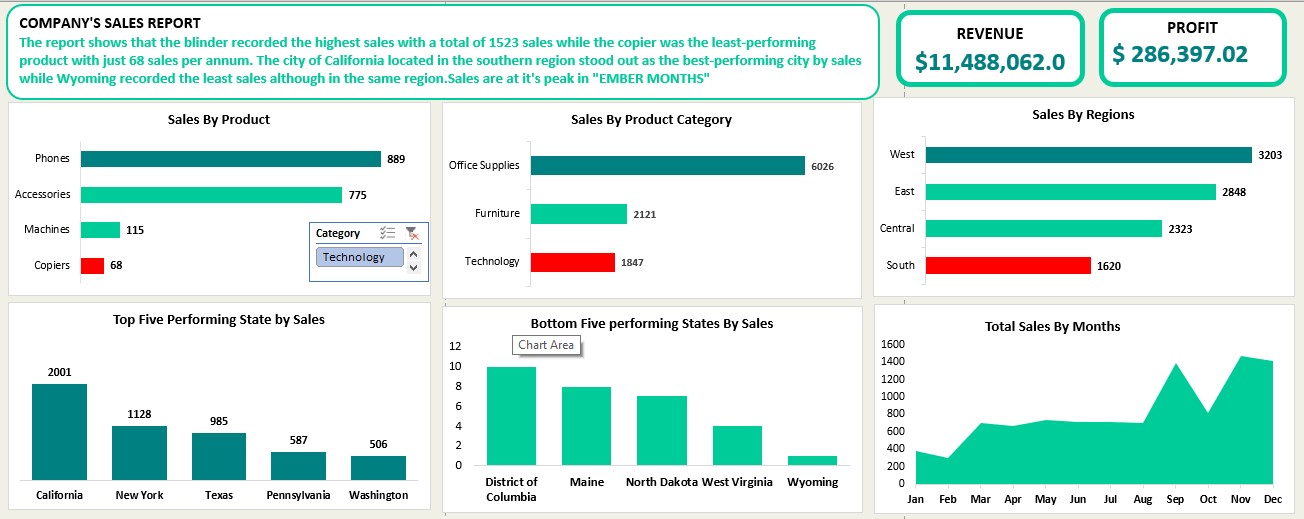 COMPANY'S SALES REPORT
The report shows that the blinder recorded the highest sales with a total of 1523 sales while the copier was the least-performing
product with just 68 sales per annum. The city of California located in the southern region stood out as the best-performing city by sales
while Wyoming recorded the least sales although in the same region.Sales are at it's peak in "EMBER MONTHS"
REVENUE
$11,488,062.0
PROFIT
$ 286,397.02
Sales By Product
Phones 889
Accessories 775
Machines 115
Copiers 68
Category
Technology
Sales By Product Category
Office Supplies 6026
Furniture 2121
Technology 1847
Sales By Regions
West 3203
East 2848
Central 2323
South 1620
Top Five Performing State by Sales
2001
1128
985
587
506
California New York Texas Pennsylvania Washington
Bottom Five performing States By Sales
Chart Area
12
10
8
6
4
2
0
District of Columbia Maine North Dakota West Virginia Wyoming
Total Sales By Months
1600
1400
1200
1000
800
600
400
200
0
Jan Feb Mar Apr May Jun Jul Aug Sep Oct Nov Dec